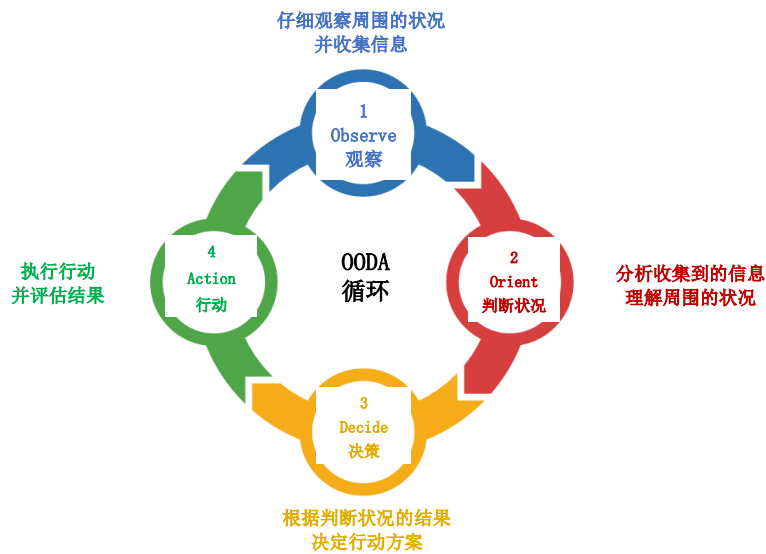 仔细观察周围的状况
并收集信息
1
Observe
观察
4
Action
行动
执行行动
并评估结果
OODA
循环
2
Orient
判断状况
分析收集到的信息
理解周围的状况
3
Decide
决策
根据判断状况的结果
决定行动方案